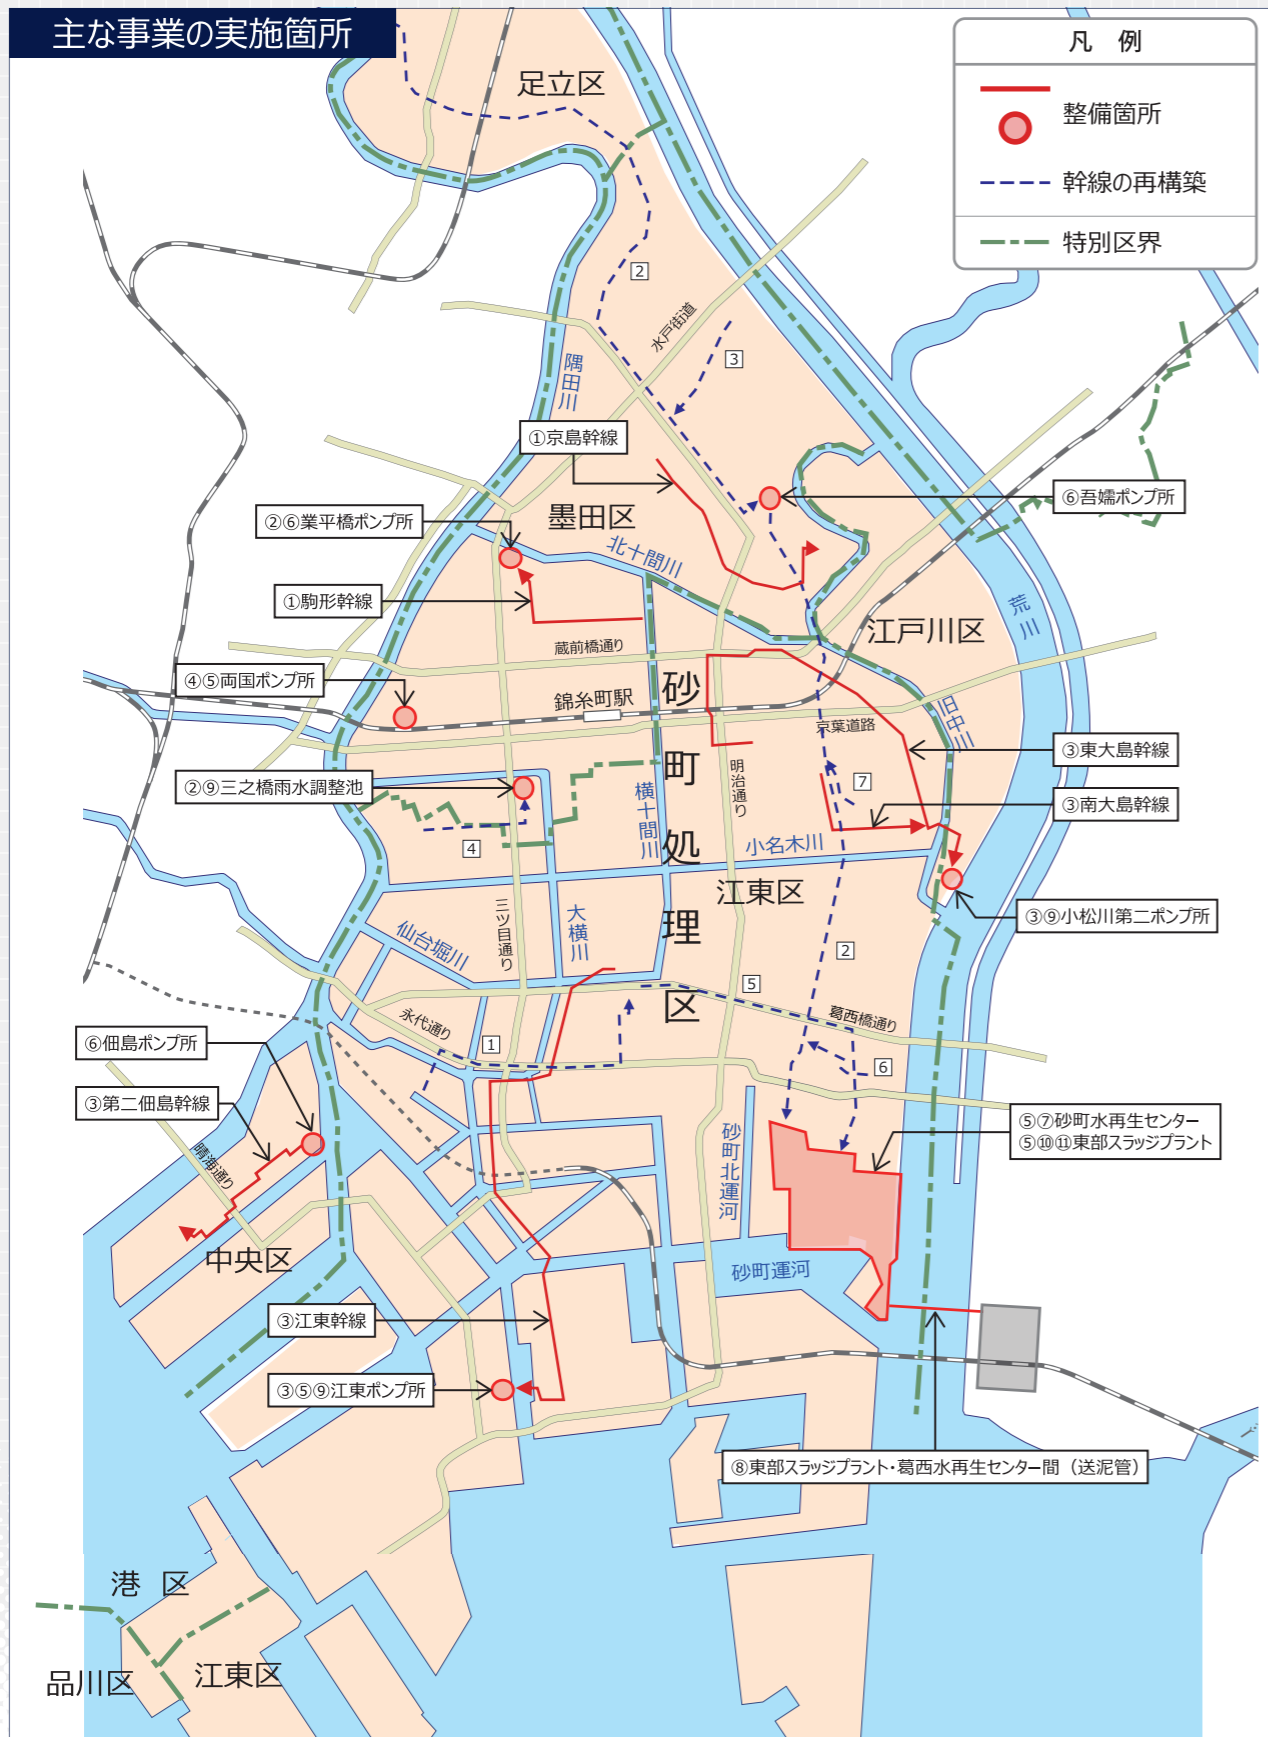 主な事業の実施箇所
凡 例
整備箇所
幹線の再構築
特別区界
足立区
2
水戸街道
3
隅田川
①京島幹線
⑥吾嬬ポンプ所
②⑥業平橋ポンプ所
墨田区
北十間川
①駒形幹線
荒川
江戸川区
蔵前橋通り
④⑤両国ポンプ所
錦糸町駅
砂町処理区
旧中川
京葉道路
③東大島幹線
②⑨三之橋雨水調整池
明治通り
7
横十間川
③南大島幹線
4
小名木川
江東区
③⑨小松川第二ポンプ所
三ツ目通り
大横川
仙台堀川
2
5
永代通り
葛西橋通り
1
⑥佃島ポンプ所
6
③第二佃島幹線
⑤⑦砂町水再生センター
⑤⑩⑪東部スラッジプラント
晴海通り
砂町北運河
中央区
砂町運河
③江東幹線
③⑤⑨江東ポンプ所
⑧東部スラッジプラント・葛西水再生センター間（送泥管）
港 区
品川区
江東区